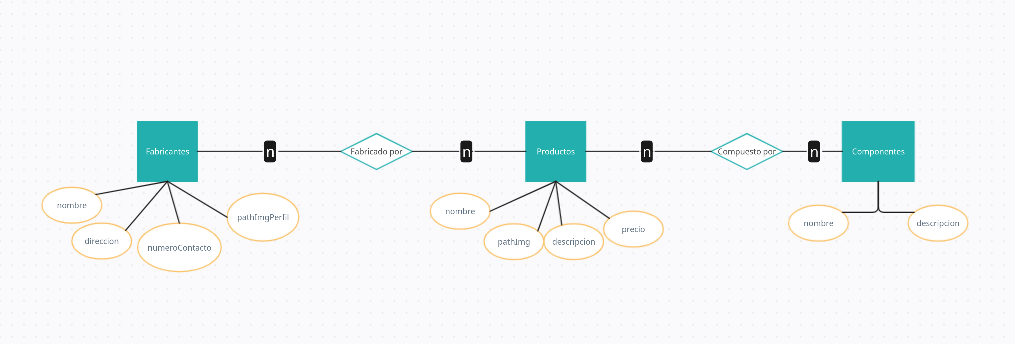 Fabricantes
n
Fabricado por
n
Productos
n
Compuesto por
n
Componentes
nombre
direccion
numeroContacto
pathImgPerfil
nombre
pathImg
descripcion
precio
nombre
descripcion